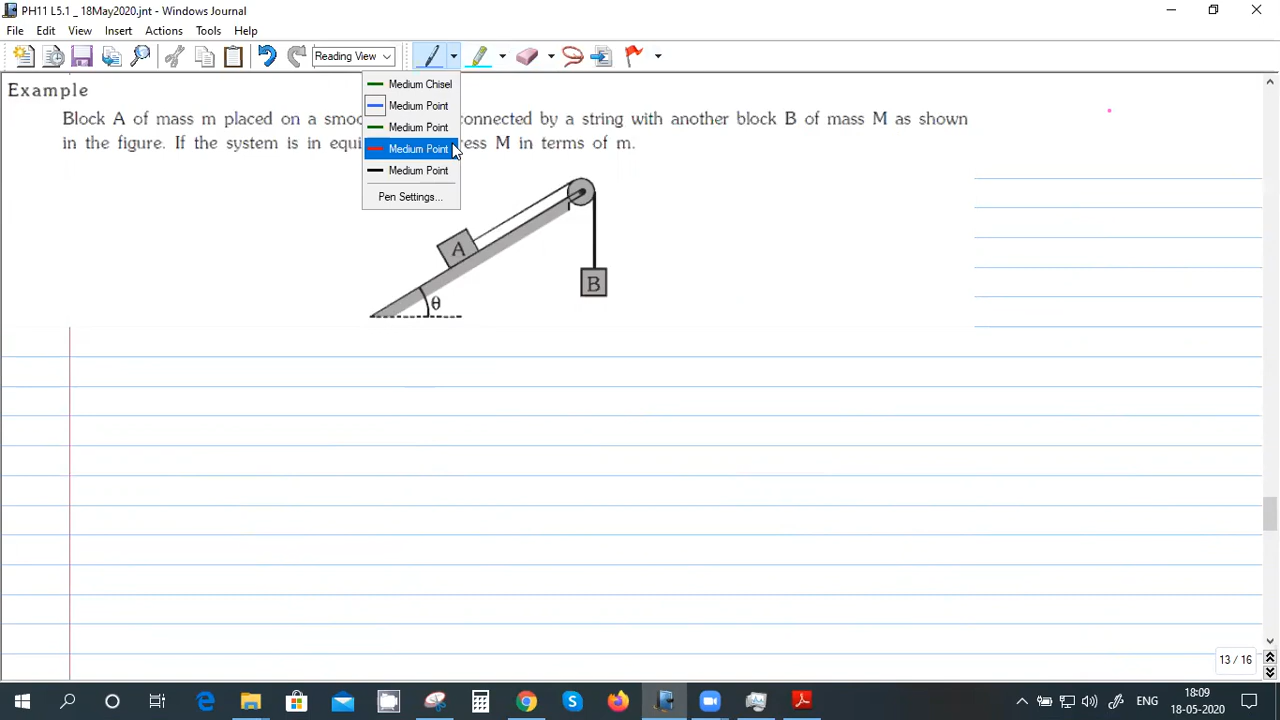 PH11 L5.1 _ 18May2020.jnt - Windows Journal
File Edit View Insert Actions Tools Help
Reading View
Medium Chisel
Medium Point
Medium Point
Medium Point
Medium Point
Pen Settings...
Example
Block A of mass m placed on a smoo connected by a string with another block B of mass M as shown
in the figure. If the system is in equi ress M in terms of m.
A
B
θ
13 / 16
ENG
18:09
18-05-2020